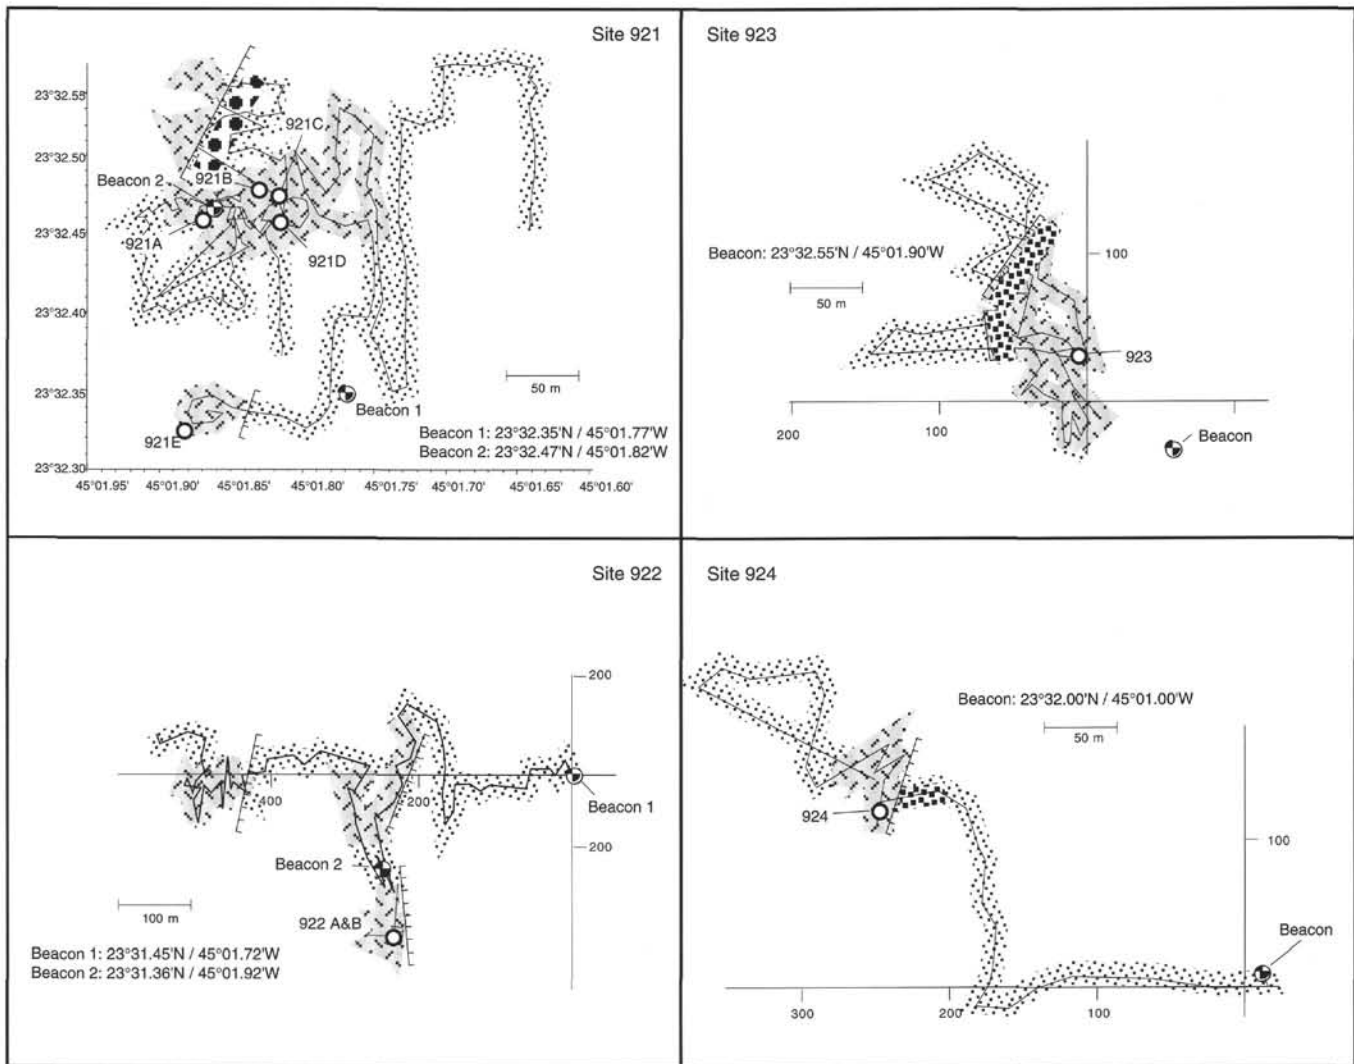 Site 921
23°32.55
23°32.50
23°32.45
23°32.40
23°32.35
23°32.30
921C
921B
Beacon 2
921A
921D
50 m
Beacon 1
921E
Beacon 1: 23°32.35'N / 45°01.77'W
Beacon 2: 23°32.47'N / 45°01.82'W
45°01.95' 45°01.90' 45°01.85' 45°01.80' 45°01.75' 45°01.70' 45°01.65' 45°01.60'
Site 923
Beacon: 23°32.55'N / 45°01.90'W
50 m
100
923
200
100
Beacon
Site 922
200
400
200
Beacon 1
200
Beacon 2
100 m
922 A&B
Beacon 1: 23°31.45'N / 45°01.72'W
Beacon 2: 23°31.36'N / 45°01.92'W
Site 924
Beacon: 23°32.00'N / 45°01.00'W
50 m
924
100
Beacon
300
200
100